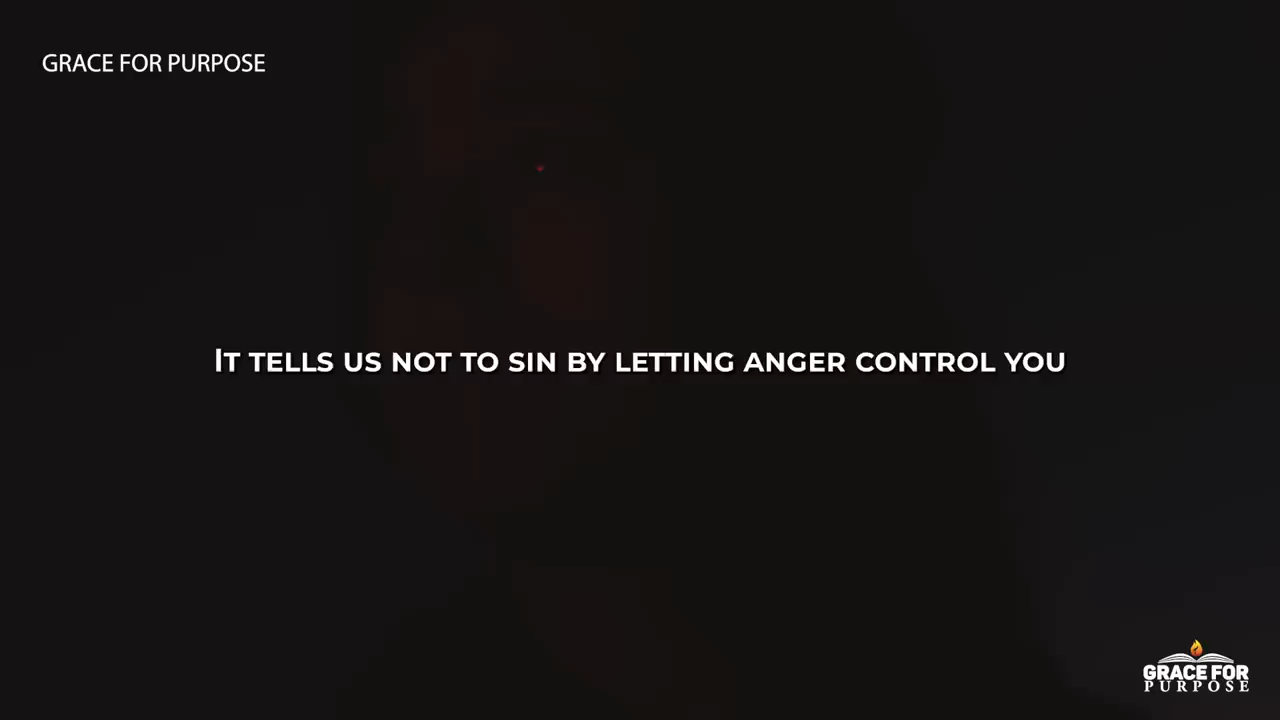 GRACE FOR PURPOSE
It tells us not to sin by letting anger control you
GRACE FOR
PURPOSE